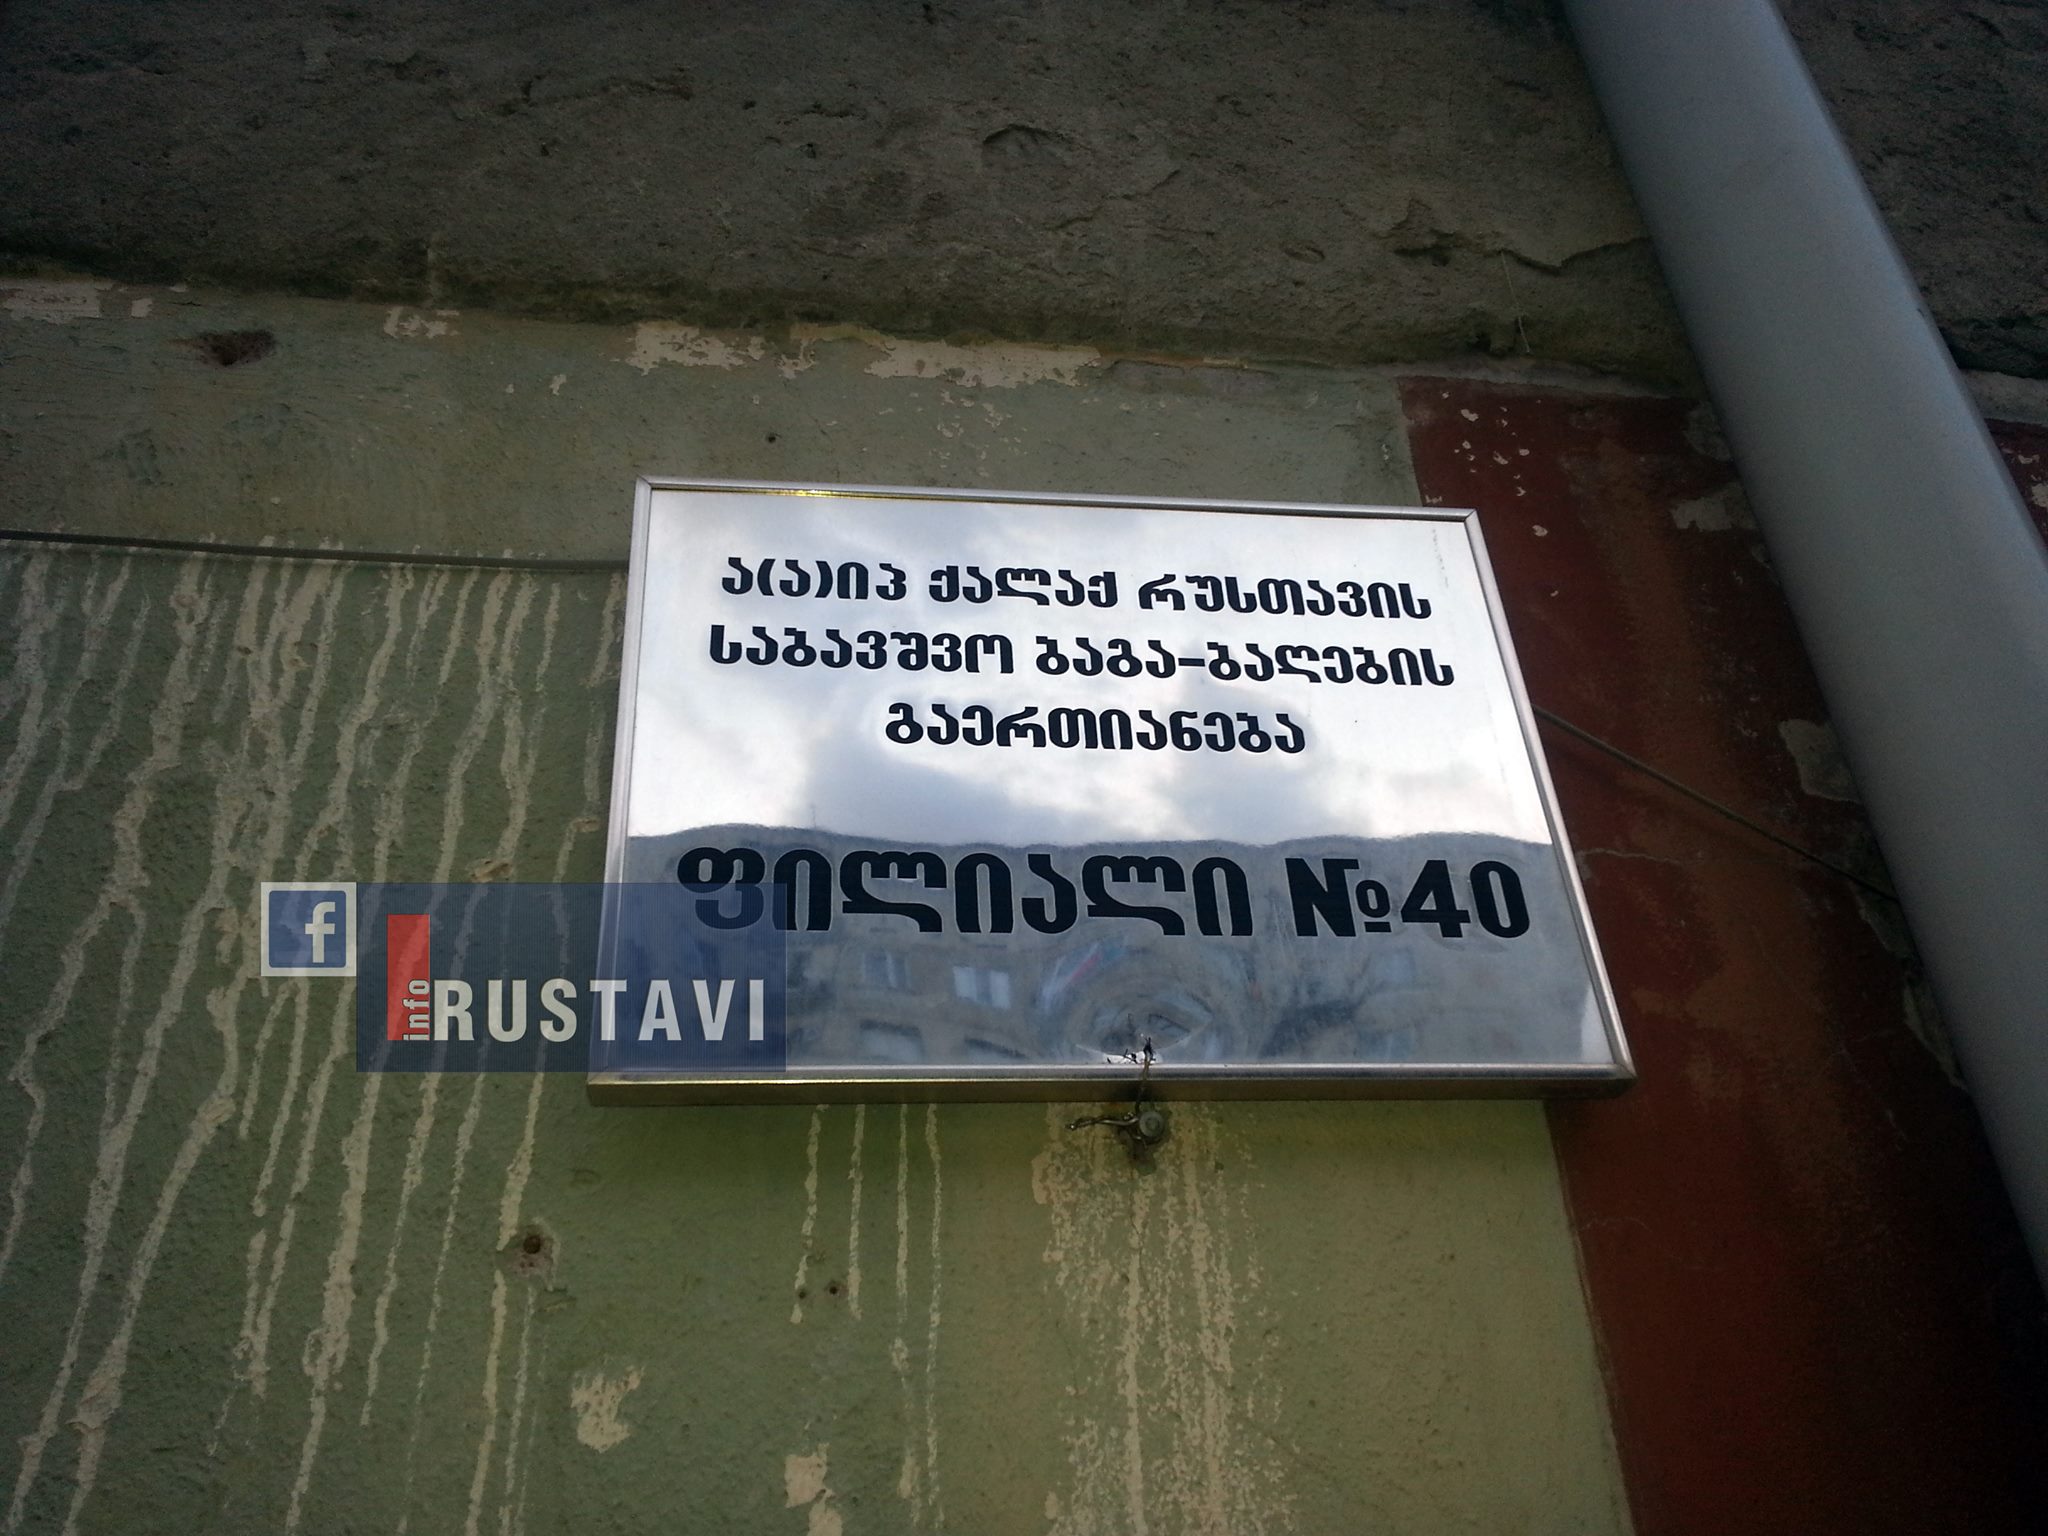 ა(ა)იპ ქალაქ რუსთავის
საბავშვო ბაგა-ბაღების
გაერთიანება
ფილიალი №40
f
info RUSTAVI